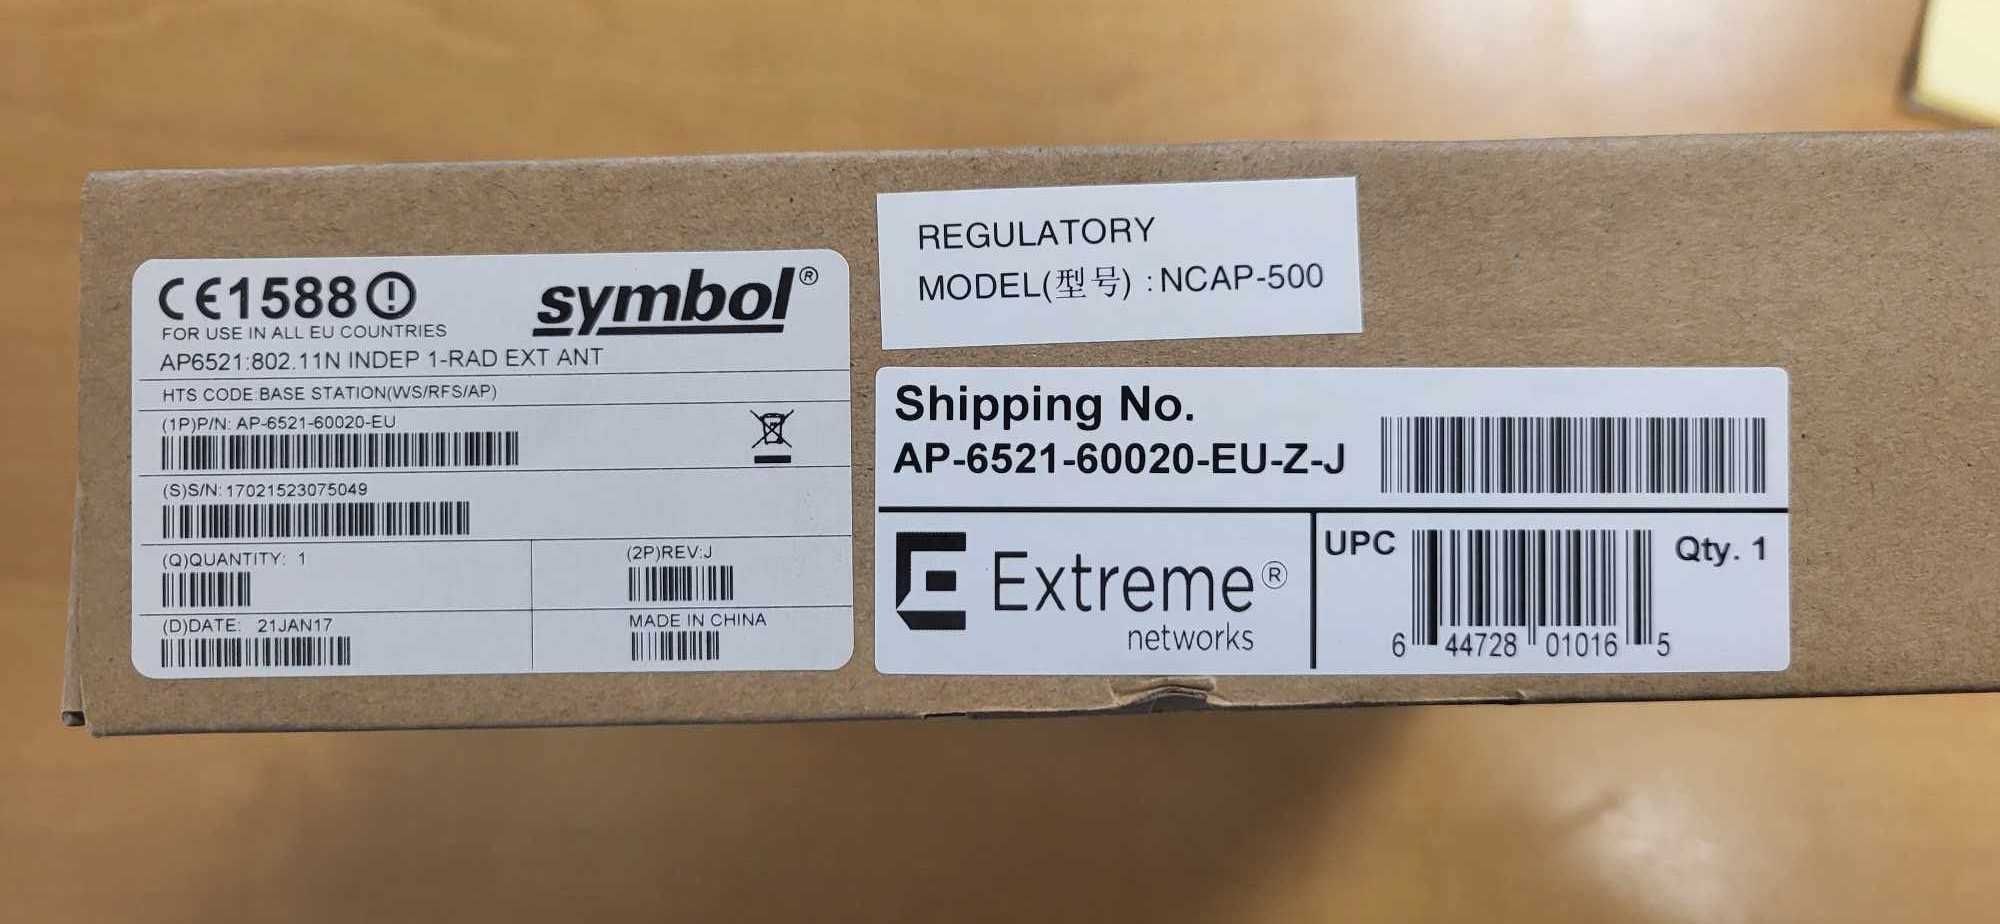 CE1588
symbol®
FOR USE IN ALL EU COUNTRIES
AP6521:802.11N INDEP 1-RAD EXT ANT
HTS CODE:BASE STATION(WS/RFS/AP)
(1P)P/N: AP-6521-60020-EU
(S)S/N: 17021523075049
(Q)QUANTITY: 1
(2P)REV:J
(D)DATE: 21JAN17
MADE IN CHINA
REGULATORY
MODEL(型号) :NCAP-500
Shipping No.
AP-6521-60020-EU-Z-J
Extreme®
networks
UPC
Qty. 1
6 44728 01016 5